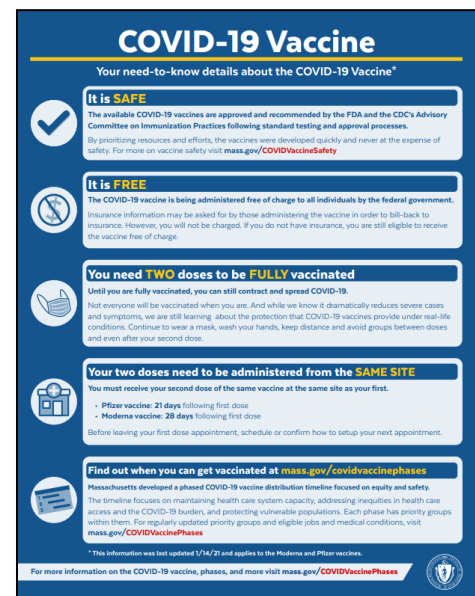 COVID-19 Vaccine
Your need-to-know details about the COVID-19 Vaccine*
It is SAFE
The available COVID-19 vaccines are approved and recommended by the FDA and the CDC's Advisory
Committee on Immunization Practices following standard testing and approval processes.
By prioritizing resources and efforts, the vaccines were developed quickly and never at the expense of
safety. For more on vaccine safety visit mass.gov/COVIDVaccineSafety
It is FREE
The COVID-19 vaccine is being administered free of charge to all individuals by the federal government.
Insurance information may be asked for by those administering the vaccine in order to bill-back to
insurance. However, you will not be charged. If you do not have insurance, you are still eligible to receive
the vaccine free of charge.
You need TWO doses to be FULLY vaccinated
Until you are fully vaccinated, you can still contract and spread COVID-19.
Not everyone will be vaccinated when you are. And while we know it dramatically reduces severe cases
and symptoms, we are still learning about the protection that COVID-19 vaccines provide under real-life
conditions. Continue to wear a mask, wash your hands, keep distance and avoid groups between doses
and even after your second dose.
Your two doses need to be administered from the SAME SITE
You must receive your second dose of the same vaccine at the same site as your first.
• Pfizer vaccine: 21 days following first dose
• Moderna vaccine: 28 days following first dose
Before leaving your first dose appointment, schedule or confirm how to setup your next appointment.
Find out when you can get vaccinated at mass.gov/covidvaccinephases
Massachusetts developed a phased COVID-19 vaccine distribution timeline focused on equity and safety.
The timeline focuses on maintaining health care system capacity, addressing inequities in health care
access and the COVID-19 burden, and protecting vulnerable populations. Each phase has priority groups
within them. For regularly updated priority groups and eligible jobs and medical conditions, visit
mass.gov/COVIDVaccinePhases
* This information was last updated 1/14/21 and applies to the Moderna and Pfizer vaccines.
For more information on the COVID-19 vaccine, phases, and more visit mass.gov/COVIDVaccinePhases